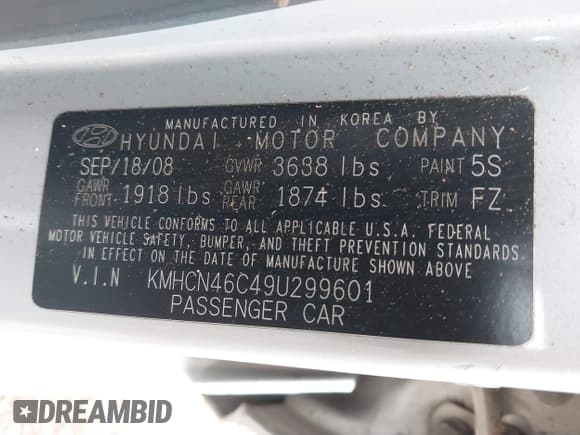 MANUFACTURED IN KOREA BY
HYUNDAI MOTOR COMPANY
SEP/18/08 GVWR 3638 lbs PAINT 5S
GAWR FRONT 1918 lbs GAWR REAR 1874 lbs TRIM FZ
THIS VEHICLE CONFORMS TO ALL APPLICABLE U.S.A. FEDERAL
MOTOR VEHICLE SAFETY, BUMPER, AND THEFT PREVENTION STANDARDS
IN EFFECT ON THE DATE OF MANUFACTURE SHOWN ABOVE
V.I.N KMHCN46C49U299601
PASSENGER CAR
DREAMBID